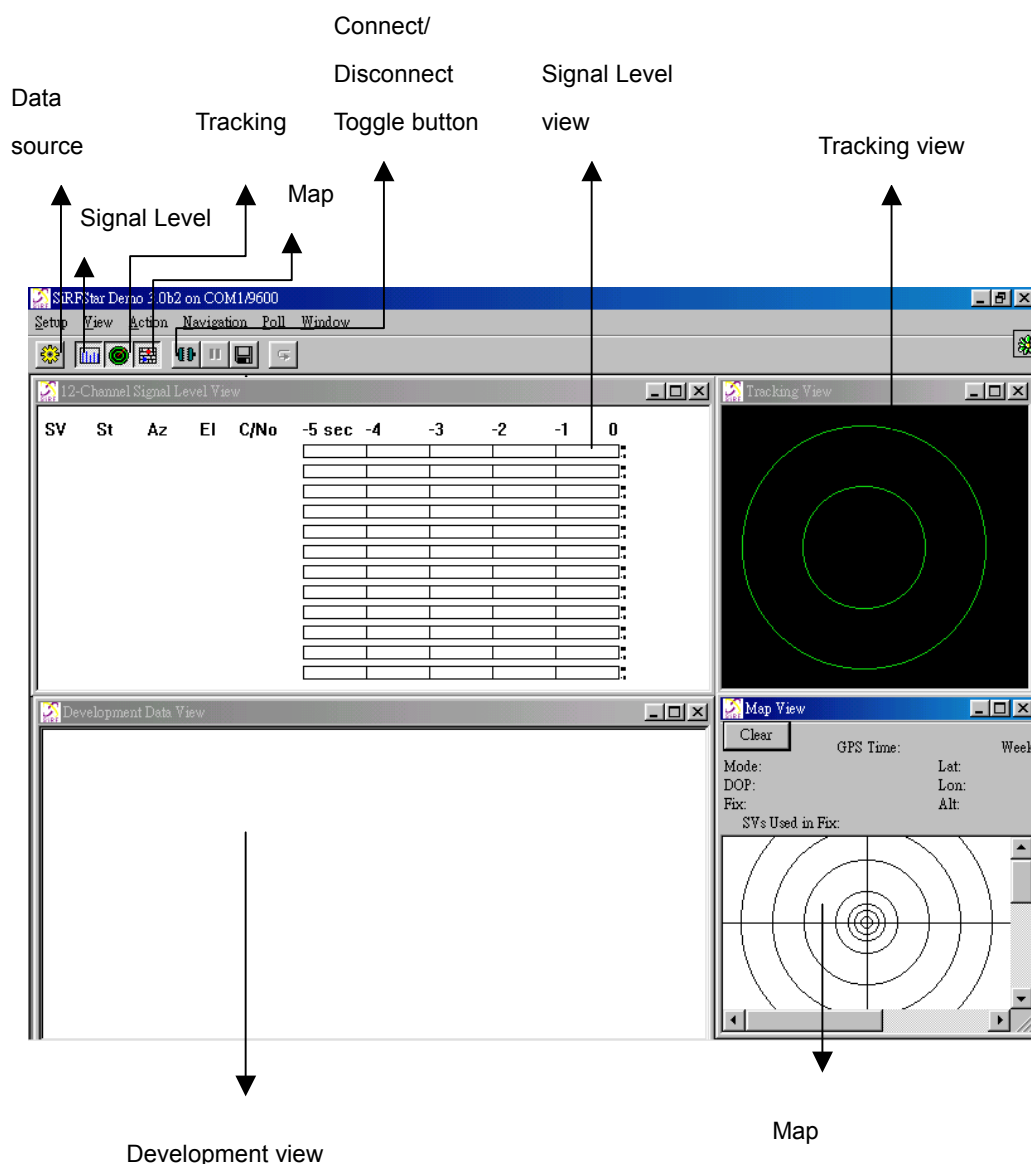 Connect/
Disconnect
Toggle button
Signal Level
view
Data
source
Tracking
Tracking view
Map
Signal Level
SiRFStar Demo 3.0b2 on COM1/9600
Setup View Action Navigation Poll Window
12-Channel Signal Level View
Tracking View
SV St Az El C/No -5 sec -4 -3 -2 -1 0
Development Data View
Map View
Clear
GPS Time: Week
Mode: Lat:
DOP: Lon:
Fix: Alt:
SVs Used in Fix:
Map
Development view